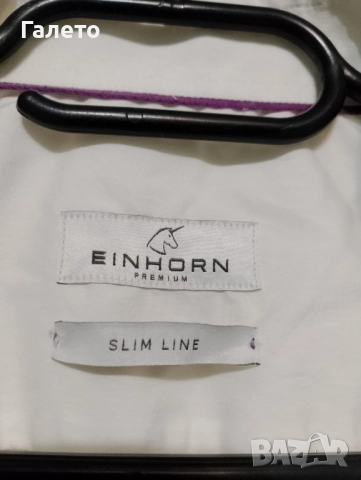 Галето
EINHORN
PREMIUM
SLIM LINE
BAZAR